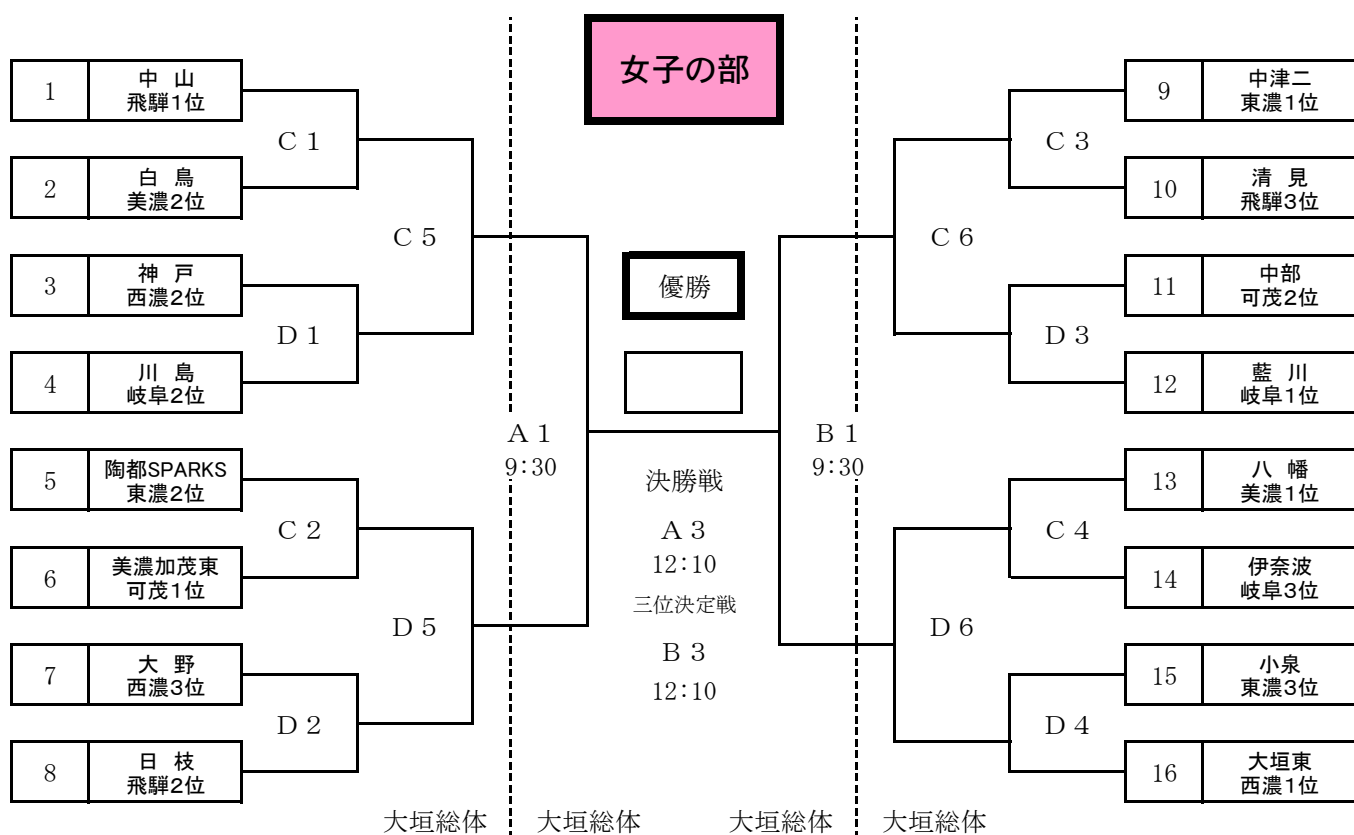 女子の部
1
中 山
飛騨1位
C 1
2
白 鳥
美濃2位
C 5
3
神 戸
西濃2位
D 1
4
川 島
岐阜2位
A 1
9:30
5
陶都SPARKS
東濃2位
C 2
6
美濃加茂東
可茂1位
D 5
7
大 野
西濃3位
D 2
8
日 枝
飛騨2位
優勝
決勝戦
A 3
12:10
三位決定戦
B 3
12:10
9
中津二
東濃1位
C 3
10
清 見
飛騨3位
C 6
11
中部
可茂2位
D 3
12
藍 川
岐阜1位
B 1
9:30
13
八 幡
美濃1位
C 4
14
伊奈波
岐阜3位
D 6
15
小泉
東濃3位
D 4
16
大垣東
西濃1位
大垣総体 大垣総体 大垣総体 大垣総体